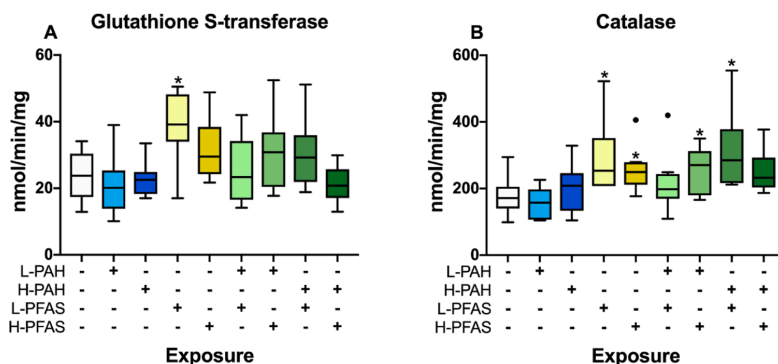 A Glutathione S-transferase
nmol/min/mg
60
40
20
0
*
L-PAH - + - - - + + - -
H-PAH - - + - - - - + +
L-PFAS - - - + - + - + -
H-PFAS - - - - + - + - +
Exposure
B Catalase
nmol/min/mg
600
400
200
0
* * * *
L-PAH - + - - - + + - -
H-PAH - - + - - - - + +
L-PFAS - - - + - + - + -
H-PFAS - - - - + - + - +
Exposure